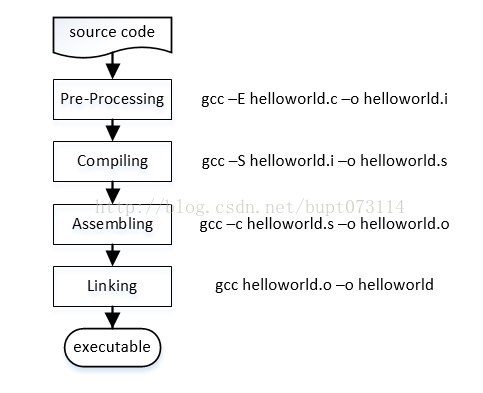 source code
Pre-Processing gcc –E helloworld.c –o helloworld.i
Compiling gcc –S helloworld.i –o helloworld.s
http://blog.csdn.net/bupt073114
Assembling gcc –c helloworld.s –o helloworld.o
Linking gcc helloworld.o –o helloworld
executable